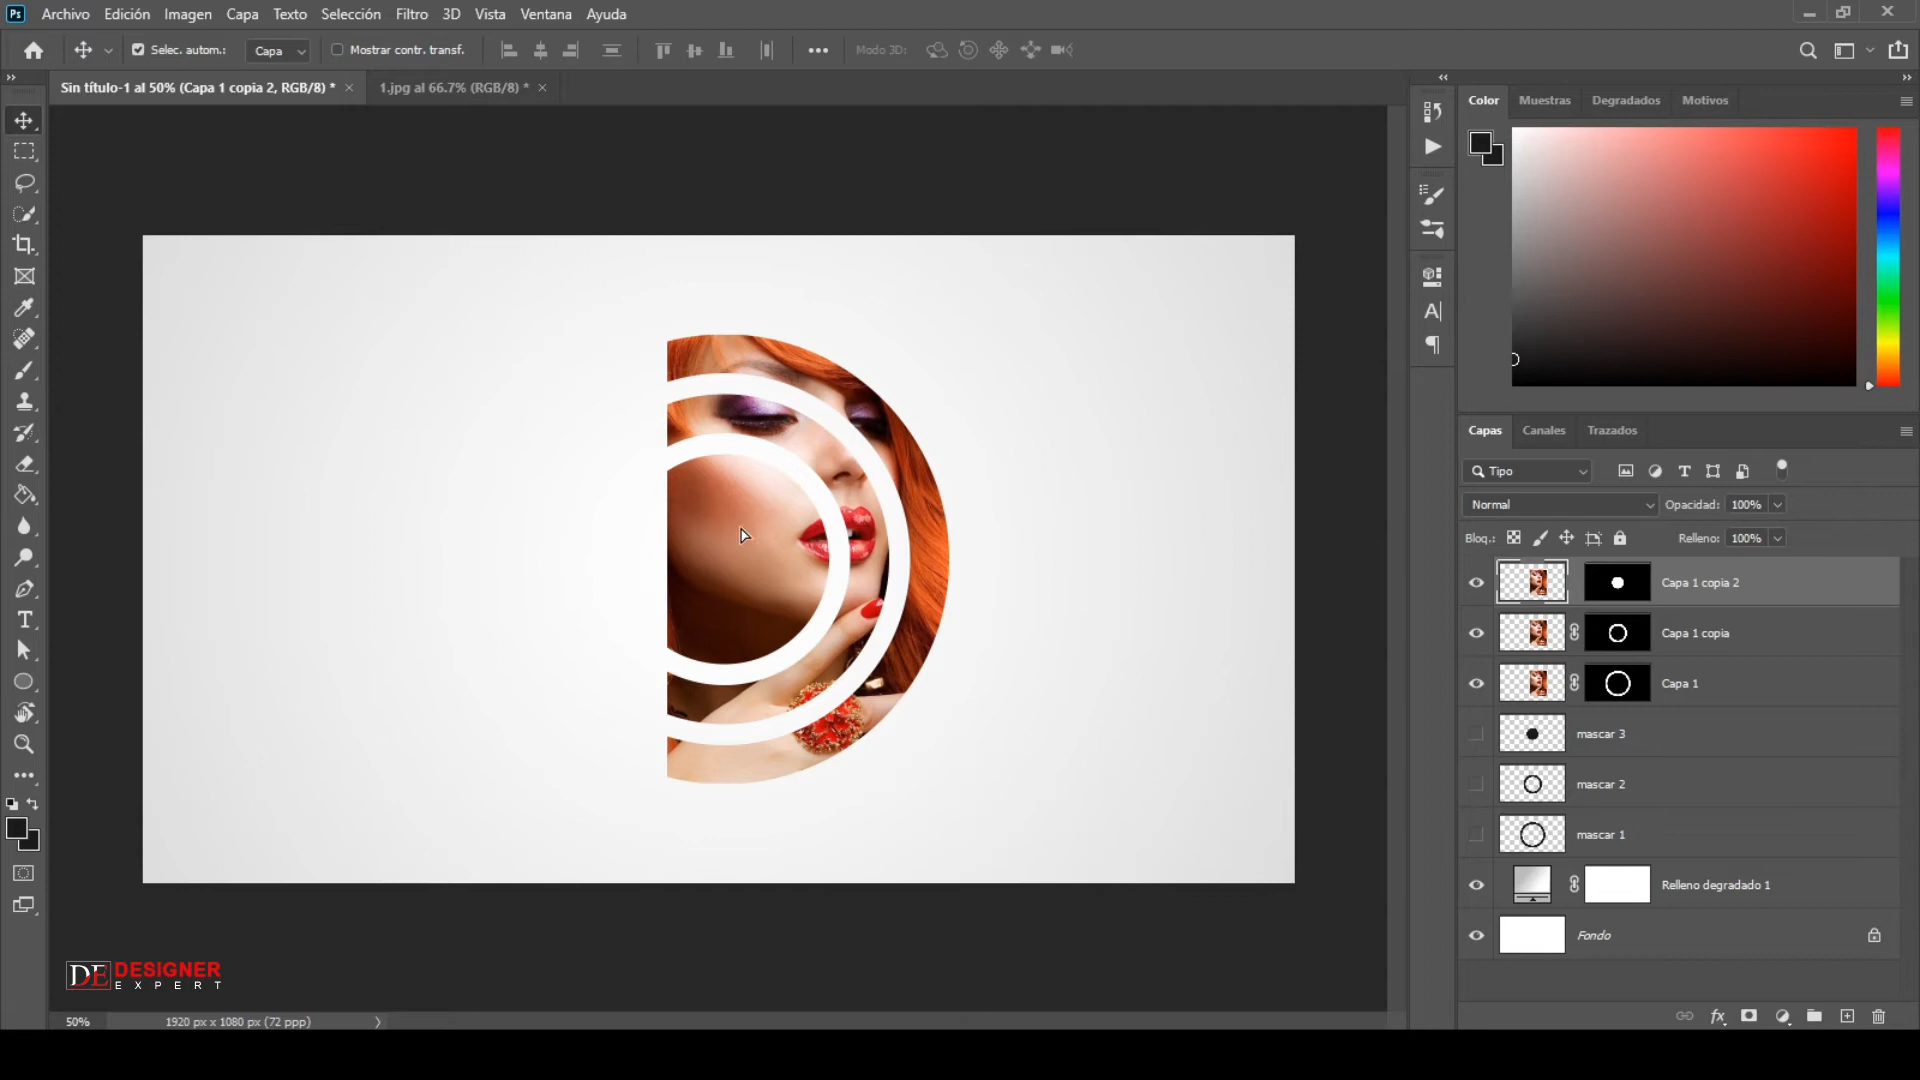 Ps Archivo Edición Imagen Capa Texto Selección Filtro 3D Vista Ventana Ayuda
Selec. autom.: Capa Mostrar contr. transf. Modo 3D:
Sin título-1 al 50% (Capa 1 copia 2, RGB/8) * 1.jpg al 66.7% (RGB/8) *
Color Muestras Degradados Motivos
Capas Canales Trazados
Tipo
Normal Opacidad: 100%
Bloq.: Relleno: 100%
Capa 1 copia 2
Capa 1 copia
Capa 1
mascar 3
mascar 2
mascar 1
Relleno degradado 1
Fondo
DE DESIGNER
EXPERT
50% 1920 px x 1080 px (72 ppp)